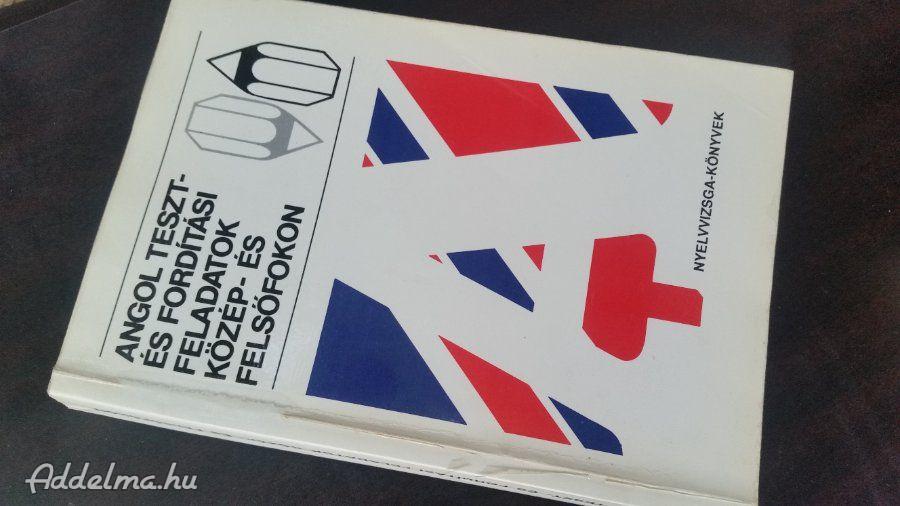 ANGOL TESZT-
ÉS FORDÍTÁSI
FELADATOK
KÖZÉP- ÉS
FELSŐFOKON
NYELVVIZSGA-KÖNYVEK
Addelma.hu